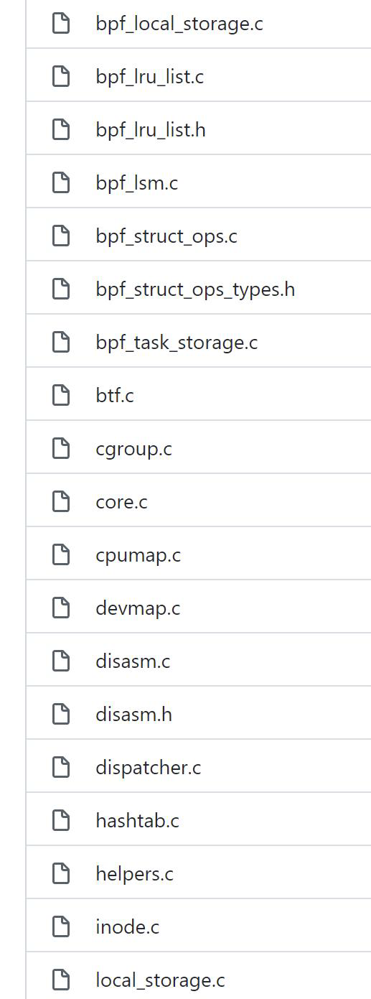 bpf_local_storage.c
bpf_lru_list.c
bpf_lru_list.h
bpf_lsm.c
bpf_struct_ops.c
bpf_struct_ops_types.h
bpf_task_storage.c
btf.c
cgroup.c
core.c
cpumap.c
devmap.c
disasm.c
disasm.h
dispatcher.c
hashtab.c
helpers.c
inode.c
local_storage.c